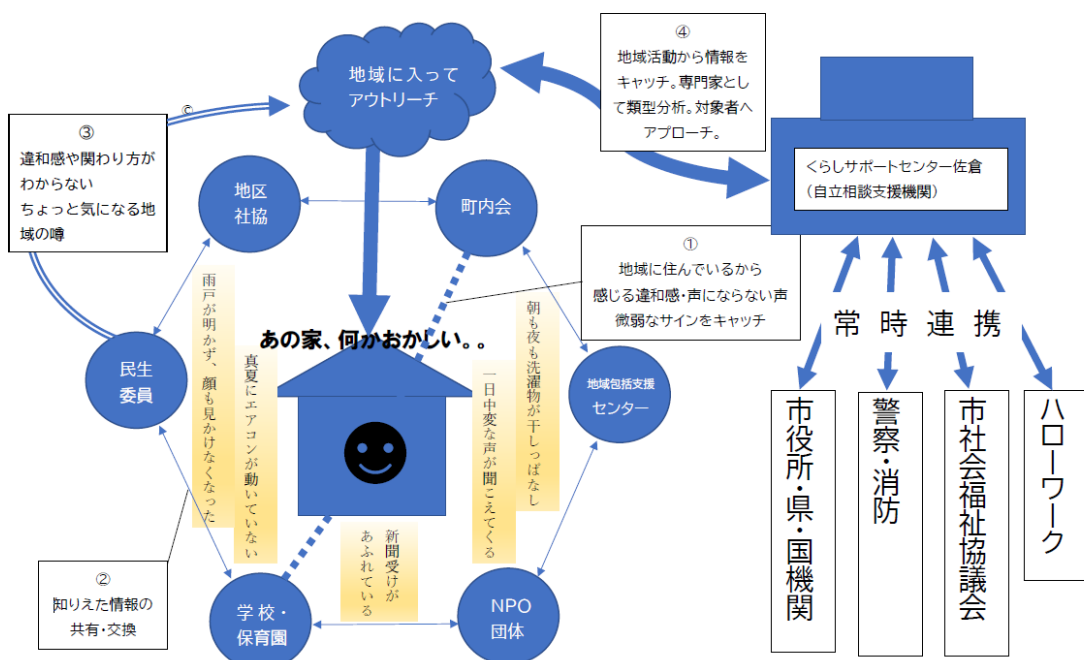 地域に入って
アウトリーチ
④
地域活動から情報を
キャッチ。専門家とし
て類型分析。対象者へ
アプローチ。
©
③
違和感や関わり方が
わからない
ちょっと気になる地
域の噂
くらしサポートセンター佐倉
（自立相談支援機関）
地区
社協
町内会
①
地域に住んでいるから
感じる違和感・声にならない声
微弱なサインをキャッチ
常時連携
あの家、何かおかしい。。
民生
委員
地域包括支援
センター
雨戸が明かず、顔も見かけなくなった
真夏にエアコンが動いていない
一日中変な声が聞こえてくる
朝も夜も洗濯物が干しっぱなし
新聞受けが
あふれている
②
知りえた情報の
共有・交換
学校・
保育園
NPO
団体
市役所・県・国機関
警察・消防
市社会福祉協議会
ハローワーク